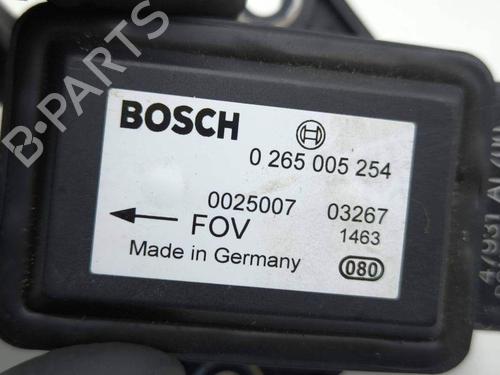 BOSCH
0 265 005 254
0025007 03267
FOV 1463
Made in Germany 080
B-PARTS